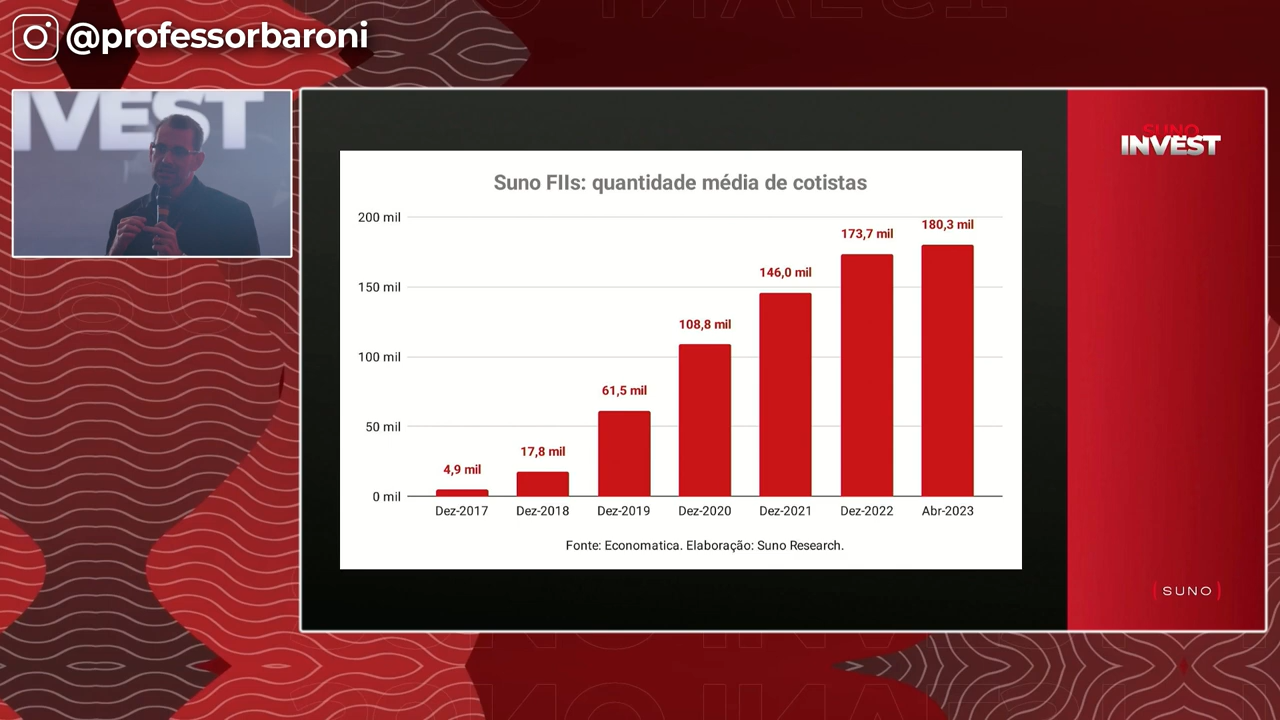 @professorbaroni
IVEST
SUNO
INVEST
Suno FIIs: quantidade média de cotistas
200 mil
150 mil
100 mil
50 mil
0 mil
4,9 mil
17,8 mil
61,5 mil
108,8 mil
146,0 mil
173,7 mil
180,3 mil
Dez-2017
Dez-2018
Dez-2019
Dez-2020
Dez-2021
Dez-2022
Abr-2023
Fonte: Economatica. Elaboração: Suno Research.
(SUNO)